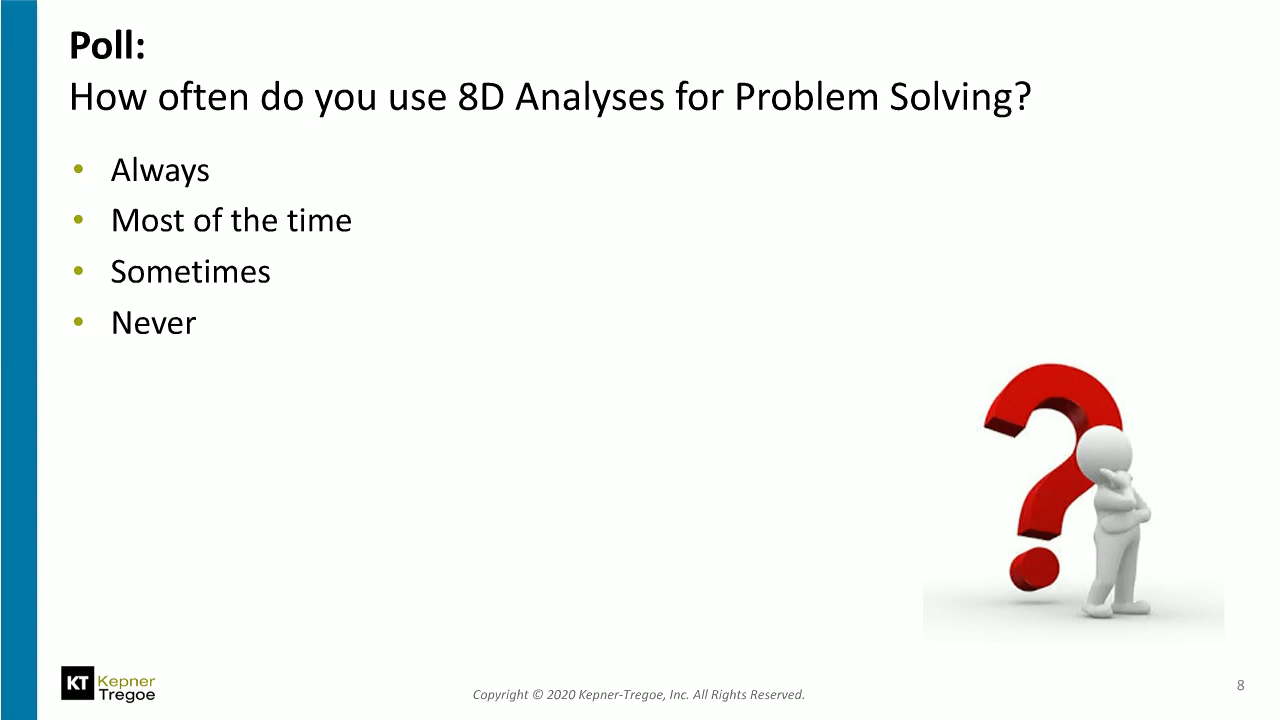 Poll:
How often do you use 8D Analyses for Problem Solving?
• Always
• Most of the time
• Sometimes
• Never
KT Kepner
Tregoe
Copyright © 2020 Kepner-Tregoe, Inc. All Rights Reserved.
8